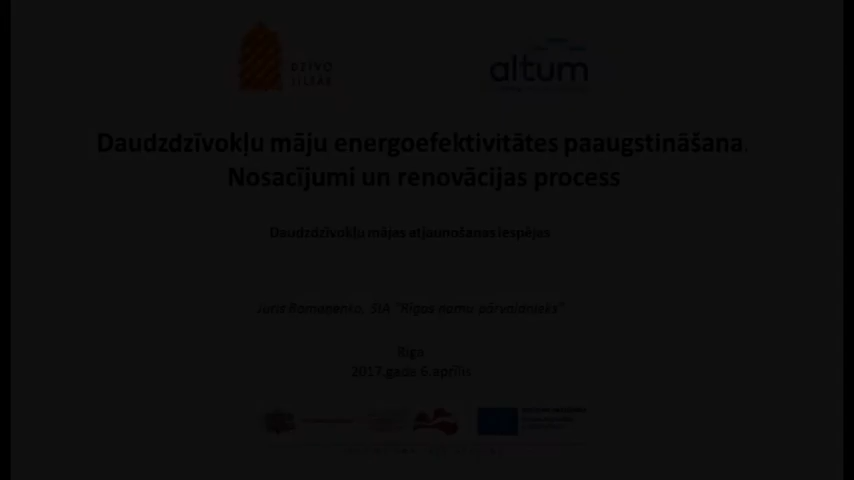 DZĪVO
SILTĀK
altum
Daudzdzīvokļu māju energoefektivitātes paaugstināšana.
Nosacījumi un renovācijas process
Daudzdzīvokļu mājas atjaunošanas iespējas
Juris Romaņenko, SIA "Rīgas namu pārvaldnieks"
Rīga
2017.gada 6.aprīlis